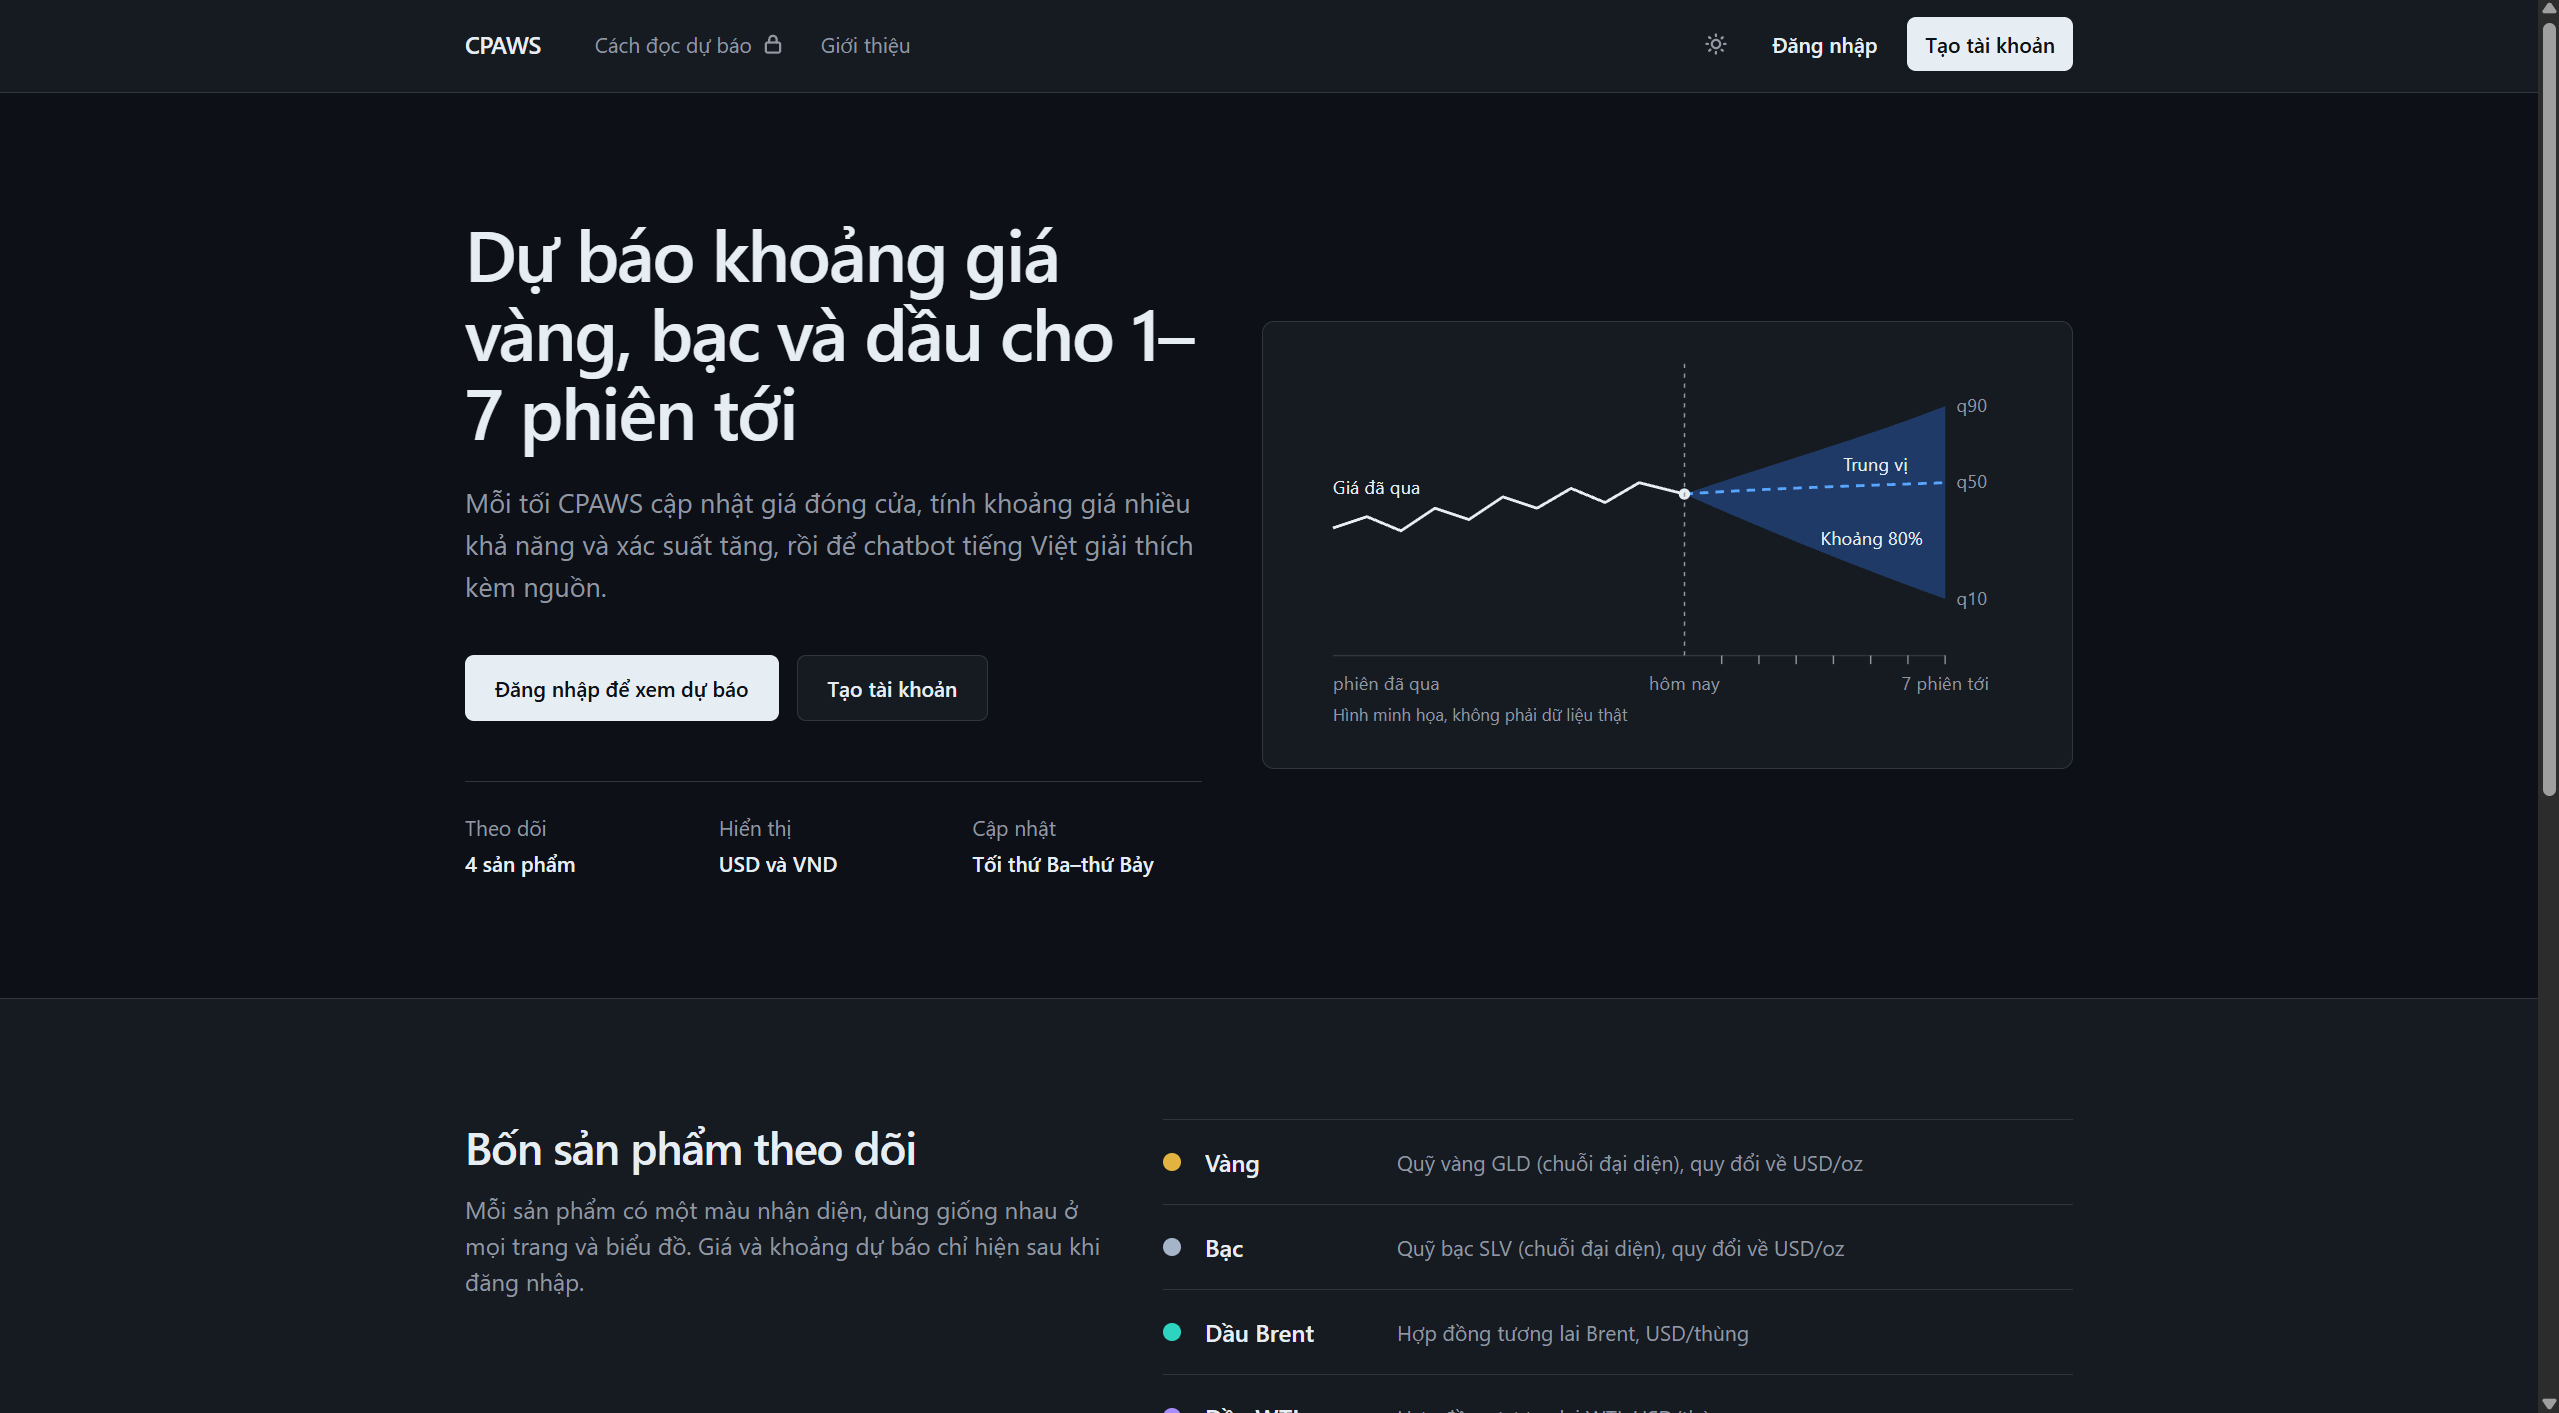 CPAWS
Cách đọc dự báo
Giới thiệu
Đăng nhập
Tạo tài khoản
Dự báo khoảng giá
vàng, bạc và dầu cho 1–
7 phiên tới
Mỗi tối CPAWS cập nhật giá đóng cửa, tính khoảng giá nhiều
khả năng và xác suất tăng, rồi để chatbot tiếng Việt giải thích
kèm nguồn.
Đăng nhập để xem dự báo
Tạo tài khoản
Theo dõi
4 sản phẩm
Hiển thị
USD và VND
Cập nhật
Tối thứ Ba–thứ Bảy
q90
Trung vị
q50
Giá đã qua
Khoảng 80%
q10
phiên đã qua
hôm nay
7 phiên tới
Hình minh họa, không phải dữ liệu thật
Bốn sản phẩm theo dõi
Mỗi sản phẩm có một màu nhận diện, dùng giống nhau ở
mọi trang và biểu đồ. Giá và khoảng dự báo chỉ hiện sau khi
đăng nhập.
Vàng
Quỹ vàng GLD (chuỗi đại diện), quy đổi về USD/oz
Bạc
Quỹ bạc SLV (chuỗi đại diện), quy đổi về USD/oz
Dầu Brent
Hợp đồng tương lai Brent, USD/thùng
Dầu WTI